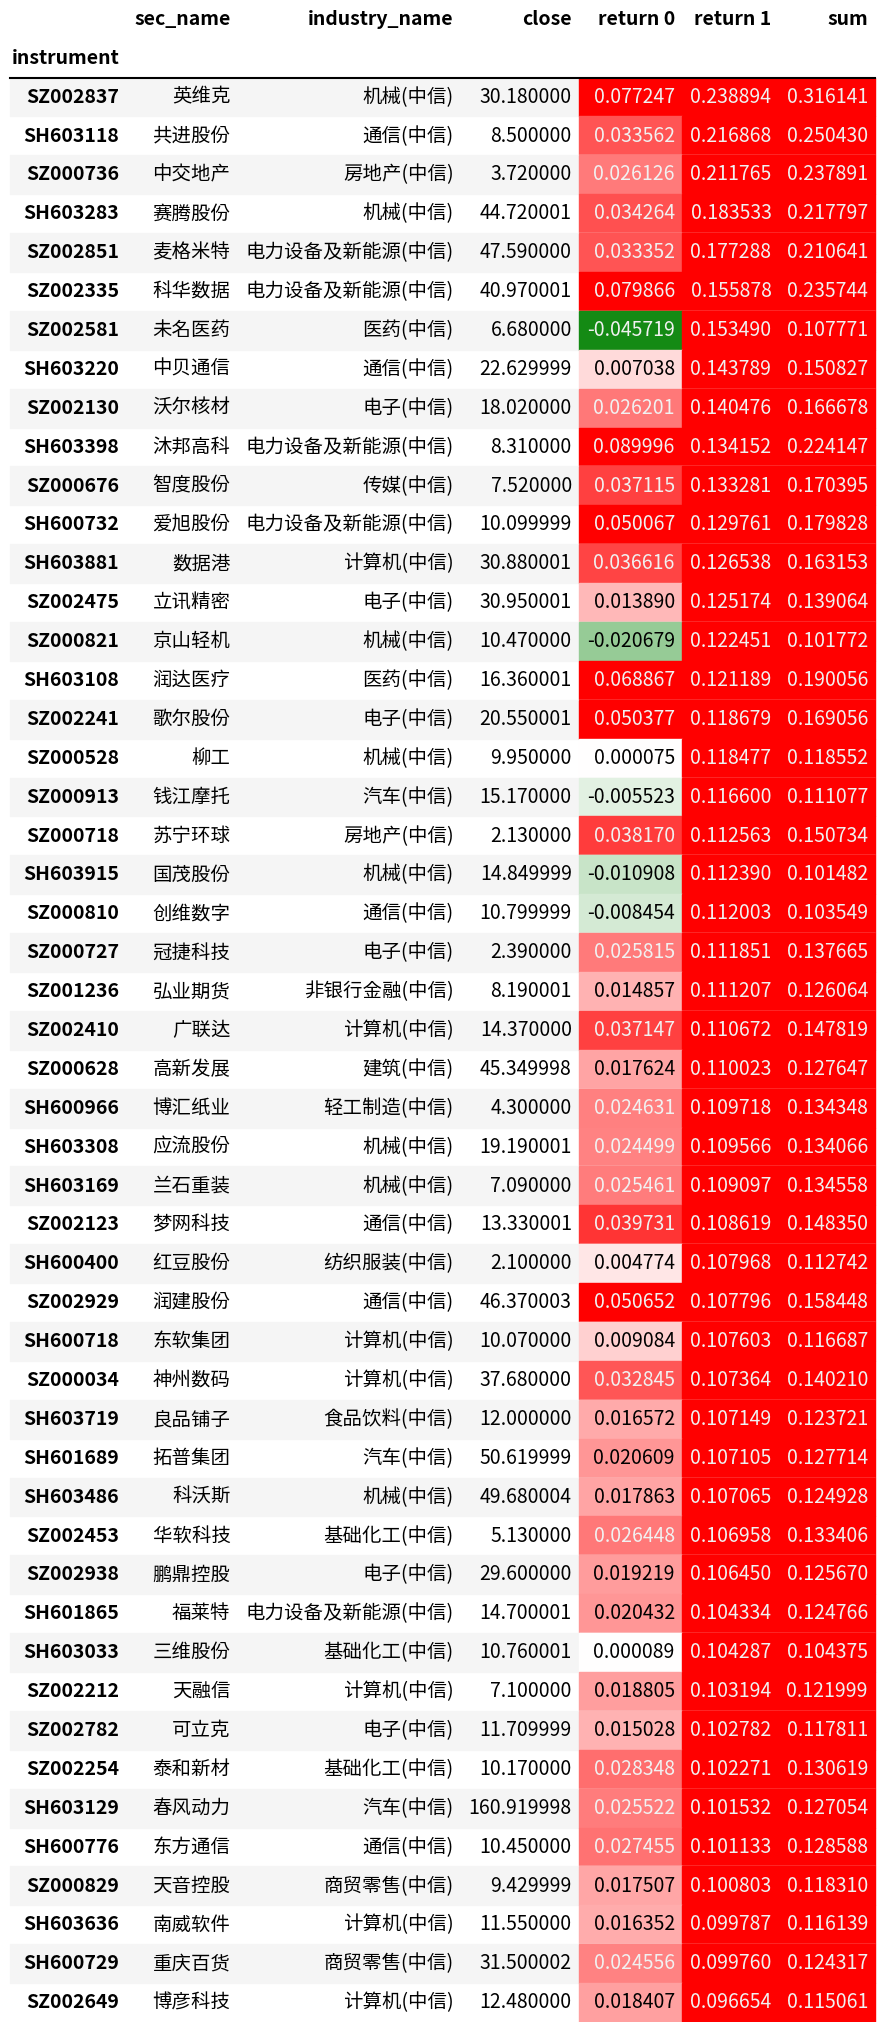 sec_name industry_name close return 0 return 1 sum
instrument
SZ002837 英维克 机械(中信) 30.180000 0.077247 0.238894 0.316141
SH603118 共进股份 通信(中信) 8.500000 0.033562 0.216868 0.250430
SZ000736 中交地产 房地产(中信) 3.720000 0.026126 0.211765 0.237891
SH603283 赛腾股份 机械(中信) 44.720001 0.034264 0.183533 0.217797
SZ002851 麦格米特 电力设备及新能源(中信) 47.590000 0.033352 0.177288 0.210641
SZ002335 科华数据 电力设备及新能源(中信) 40.970001 0.079866 0.155878 0.235744
SZ002581 未名医药 医药(中信) 6.680000 -0.045719 0.153490 0.107771
SH603220 中贝通信 通信(中信) 22.629999 0.007038 0.143789 0.150827
SZ002130 沃尔核材 电子(中信) 18.020000 0.026201 0.140476 0.166678
SH603398 沐邦高科 电力设备及新能源(中信) 8.310000 0.089996 0.134152 0.224147
SZ000676 智度股份 传媒(中信) 7.520000 0.037115 0.133281 0.170395
SH600732 爱旭股份 电力设备及新能源(中信) 10.099999 0.050067 0.129761 0.179828
SH603881 数据港 计算机(中信) 30.880001 0.036616 0.126538 0.163153
SZ002475 立讯精密 电子(中信) 30.950001 0.013890 0.125174 0.139064
SZ000821 京山轻机 机械(中信) 10.470000 -0.020679 0.122451 0.101772
SH603108 润达医疗 医药(中信) 16.360001 0.068867 0.121189 0.190056
SZ002241 歌尔股份 电子(中信) 20.550001 0.050377 0.118679 0.169056
SZ000528 柳工 机械(中信) 9.950000 0.000075 0.118477 0.118552
SZ000913 钱江摩托 汽车(中信) 15.170000 -0.005523 0.116600 0.111077
SZ000718 苏宁环球 房地产(中信) 2.130000 0.038170 0.112563 0.150734
SH603915 国茂股份 机械(中信) 14.849999 -0.010908 0.112390 0.101482
SZ000810 创维数字 通信(中信) 10.799999 -0.008454 0.112003 0.103549
SZ000727 冠捷科技 电子(中信) 2.390000 0.025815 0.111851 0.137665
SZ001236 弘业期货 非银行金融(中信) 8.190001 0.014857 0.111207 0.126064
SZ002410 广联达 计算机(中信) 14.370000 0.037147 0.110672 0.147819
SZ000628 高新发展 建筑(中信) 45.349998 0.017624 0.110023 0.127647
SH600966 博汇纸业 轻工制造(中信) 4.300000 0.024631 0.109718 0.134348
SH603308 应流股份 机械(中信) 19.190001 0.024499 0.109566 0.134066
SH603169 兰石重装 机械(中信) 7.090000 0.025461 0.109097 0.134558
SZ002123 梦网科技 通信(中信) 13.330001 0.039731 0.108619 0.148350
SH600400 红豆股份 纺织服装(中信) 2.100000 0.004774 0.107968 0.112742
SZ002929 润建股份 通信(中信) 46.370003 0.050652 0.107796 0.158448
SH600718 东软集团 计算机(中信) 10.070000 0.009084 0.107603 0.116687
SZ000034 神州数码 计算机(中信) 37.680000 0.032845 0.107364 0.140210
SH603719 良品铺子 食品饮料(中信) 12.000000 0.016572 0.107149 0.123721
SH601689 拓普集团 汽车(中信) 50.619999 0.020609 0.107105 0.127714
SH603486 科沃斯 机械(中信) 49.680004 0.017863 0.107065 0.124928
SZ002453 华软科技 基础化工(中信) 5.130000 0.026448 0.106958 0.133406
SZ002938 鹏鼎控股 电子(中信) 29.600000 0.019219 0.106450 0.125670
SH601865 福莱特 电力设备及新能源(中信) 14.700001 0.020432 0.104334 0.124766
SH603033 三维股份 基础化工(中信) 10.760001 0.000089 0.104287 0.104375
SZ002212 天融信 计算机(中信) 7.100000 0.018805 0.103194 0.121999
SZ002782 可立克 电子(中信) 11.709999 0.015028 0.102782 0.117811
SZ002254 泰和新材 基础化工(中信) 10.170000 0.028348 0.102271 0.130619
SH603129 春风动力 汽车(中信) 160.919998 0.025522 0.101532 0.127054
SH600776 东方通信 通信(中信) 10.450000 0.027455 0.101133 0.128588
SZ000829 天音控股 商贸零售(中信) 9.429999 0.017507 0.100803 0.118310
SH603636 南威软件 计算机(中信) 11.550000 0.016352 0.099787 0.116139
SH600729 重庆百货 商贸零售(中信) 31.500002 0.024556 0.099760 0.124317
SZ002649 博彦科技 计算机(中信) 12.480000 0.018407 0.096654 0.115061